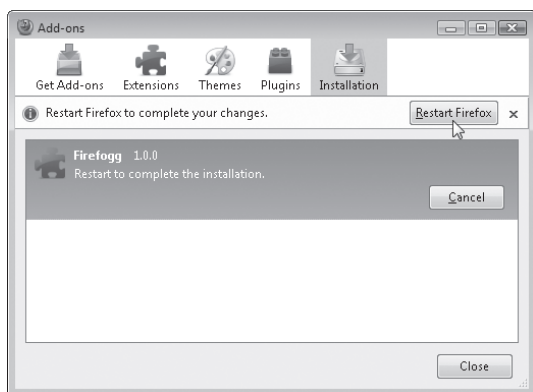 Add-ons
Get Add-ons Extensions Themes Plugins Installation
Restart Firefox to complete your changes. Restart Firefox
Firefogg 1.0.0
Restart to complete the installation.
Cancel
Close